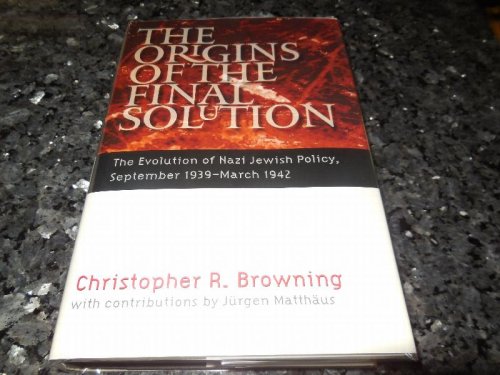 THE
ORIGINS
OF THE
FINAL
SOLUTION
The Evolution of Nazi Jewish Policy,
September 1939–March 1942
Christopher R. Browning
with contributions by Jürgen Matthäus